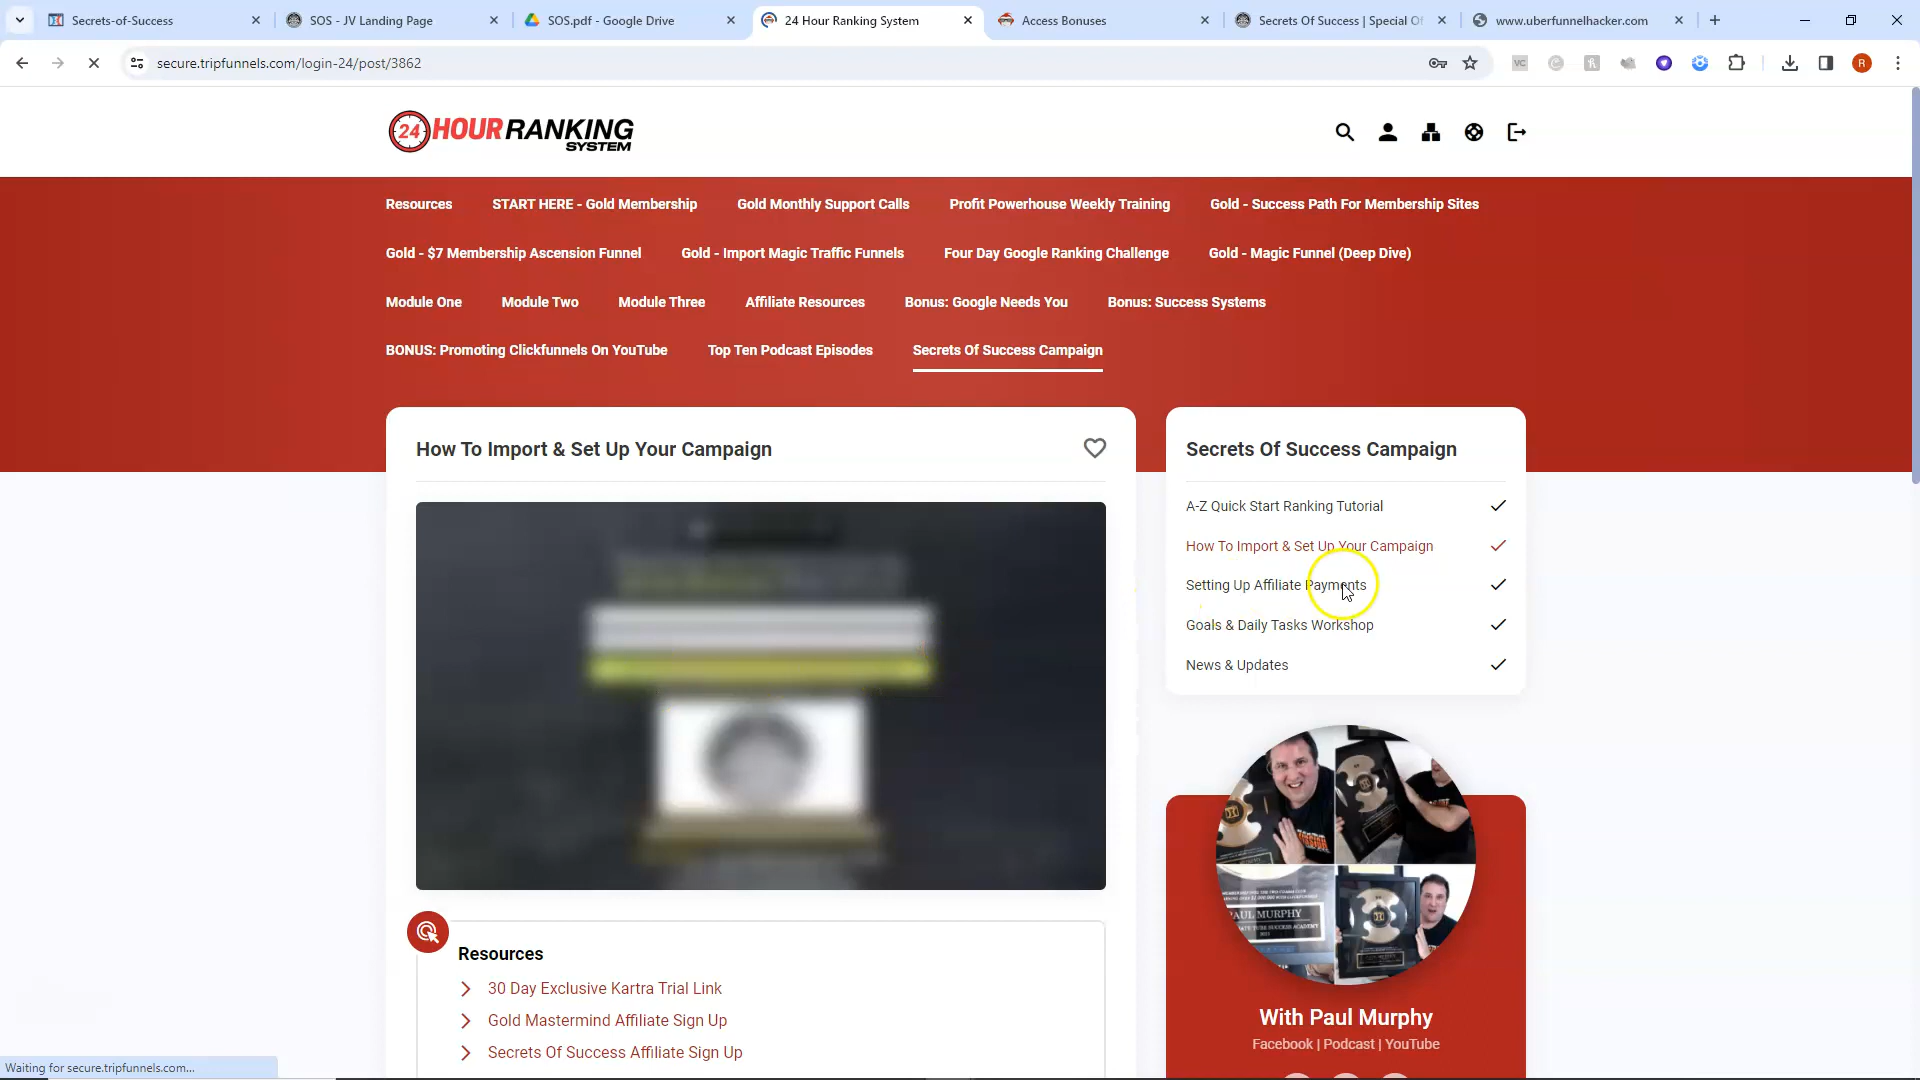 Secrets-of-Success
SOS - JV Landing Page
SOS.pdf - Google Drive
24 Hour Ranking System
Access Bonuses
Secrets Of Success | Special Of
www.uberfunnelhacker.com
secure.tripfunnels.com/login-24/post/3862
VC
R
24 HOUR RANKING
SYSTEM
Resources
START HERE - Gold Membership
Gold Monthly Support Calls
Profit Powerhouse Weekly Training
Gold - Success Path For Membership Sites
Gold - $7 Membership Ascension Funnel
Gold - Import Magic Traffic Funnels
Four Day Google Ranking Challenge
Gold - Magic Funnel (Deep Dive)
Module One
Module Two
Module Three
Affiliate Resources
Bonus: Google Needs You
Bonus: Success Systems
BONUS: Promoting Clickfunnels On YouTube
Top Ten Podcast Episodes
Secrets Of Success Campaign
How To Import & Set Up Your Campaign
Secrets Of Success Campaign
A-Z Quick Start Ranking Tutorial
How To Import & Set Up Your Campaign
Setting Up Affiliate Payments
Goals & Daily Tasks Workshop
News & Updates
PAUL MURPHY
With Paul Murphy
Facebook | Podcast | YouTube
Resources
30 Day Exclusive Kartra Trial Link
Gold Mastermind Affiliate Sign Up
Secrets Of Success Affiliate Sign Up
Waiting for secure.tripfunnels.com...